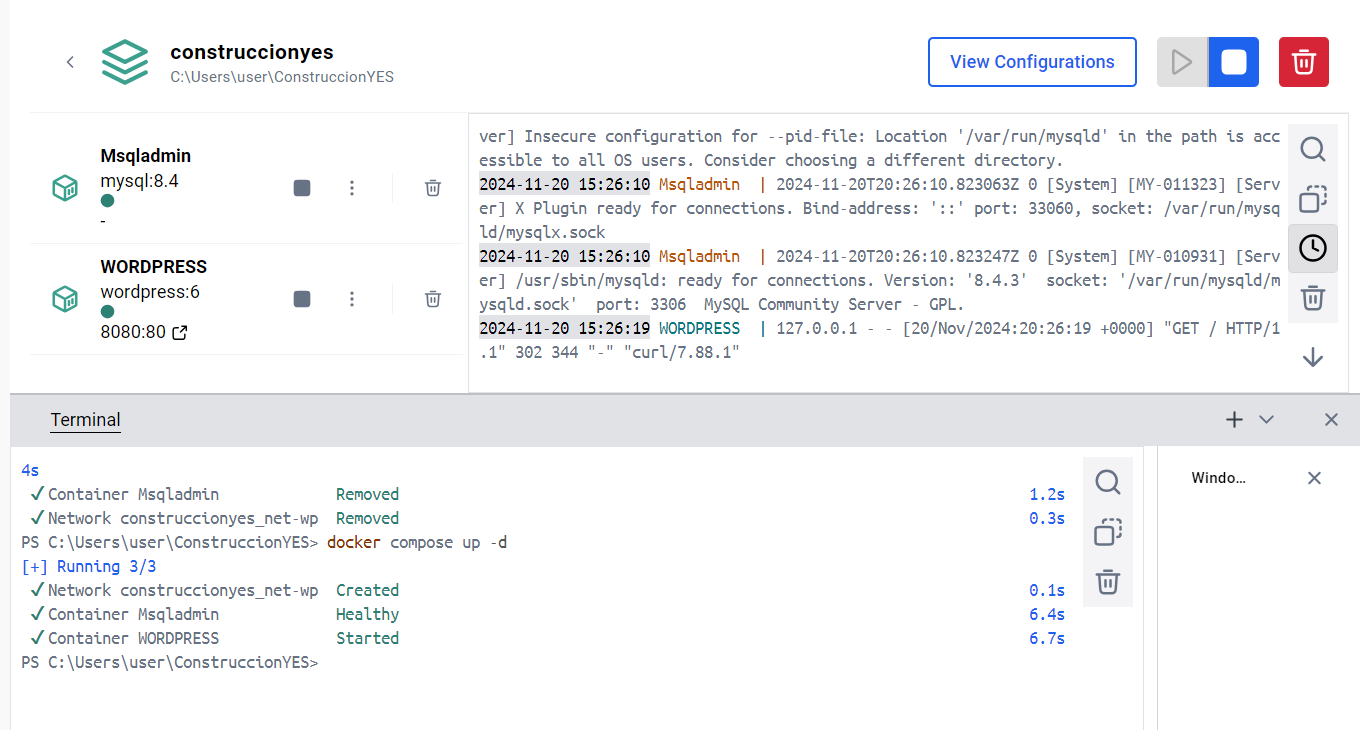 construccionyes
C:\Users\user\ConstruccionYES
View Configurations
Msqladmin
mysql:8.4
-
WORDPRESS
wordpress:6
8080:80
ver] Insecure configuration for --pid-file: Location '/var/run/mysqld' in the path is acc
essible to all OS users. Consider choosing a different directory.
2024-11-20 15:26:10 Msqladmin  | 2024-11-20T20:26:10.823063Z 0 [System] [MY-011323] [Serv
er] X Plugin ready for connections. Bind-address: '::' port: 33060, socket: /var/run/mysq
ld/mysqlx.sock
2024-11-20 15:26:10 Msqladmin  | 2024-11-20T20:26:10.823247Z 0 [System] [MY-010931] [Serv
er] /usr/sbin/mysqld: ready for connections. Version: '8.4.3'  socket: '/var/run/mysqld/m
ysqld.sock'  port: 3306  MySQL Community Server - GPL.
2024-11-20 15:26:19 WORDPRESS  | 127.0.0.1 - - [20/Nov/2024:20:26:19 +0000] "GET / HTTP/1
.1" 302 344 "-" "curl/7.88.1"
Terminal
4s
✓ Container Msqladmin Removed 1.2s
✓ Network construccionyes_net-wp Removed 0.3s
PS C:\Users\user\ConstruccionYES> docker compose up -d
[+] Running 3/3
✓ Network construccionyes_net-wp Created 0.1s
✓ Container Msqladmin Healthy 6.4s
✓ Container WORDPRESS Started 6.7s
PS C:\Users\user\ConstruccionYES>
Windo...